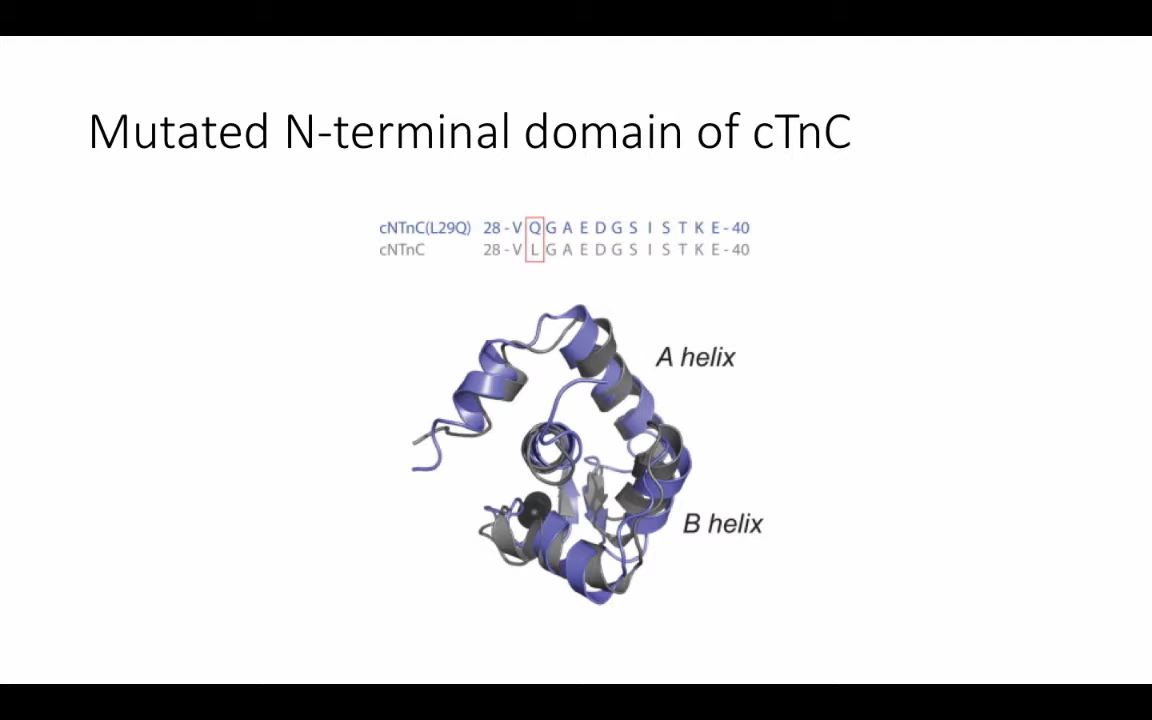 Mutated N-terminal domain of cTnC
cNTnC(L29Q) 28 - V Q G A E D G S I S T K E - 40
cNTnC 28 - V L G A E D G S I S T K E - 40
A helix
B helix